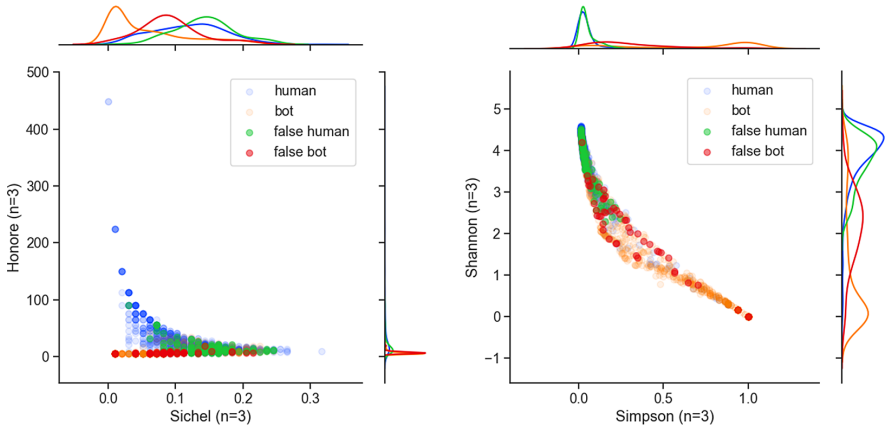 500
400
300
200
100
0
Honore (n=3)
0.0 0.1 0.2 0.3
Sichel (n=3)
human
bot
false human
false bot
5
4
3
2
1
0
−1
Shannon (n=3)
0.0 0.5 1.0
Simpson (n=3)
human
bot
false human
false bot